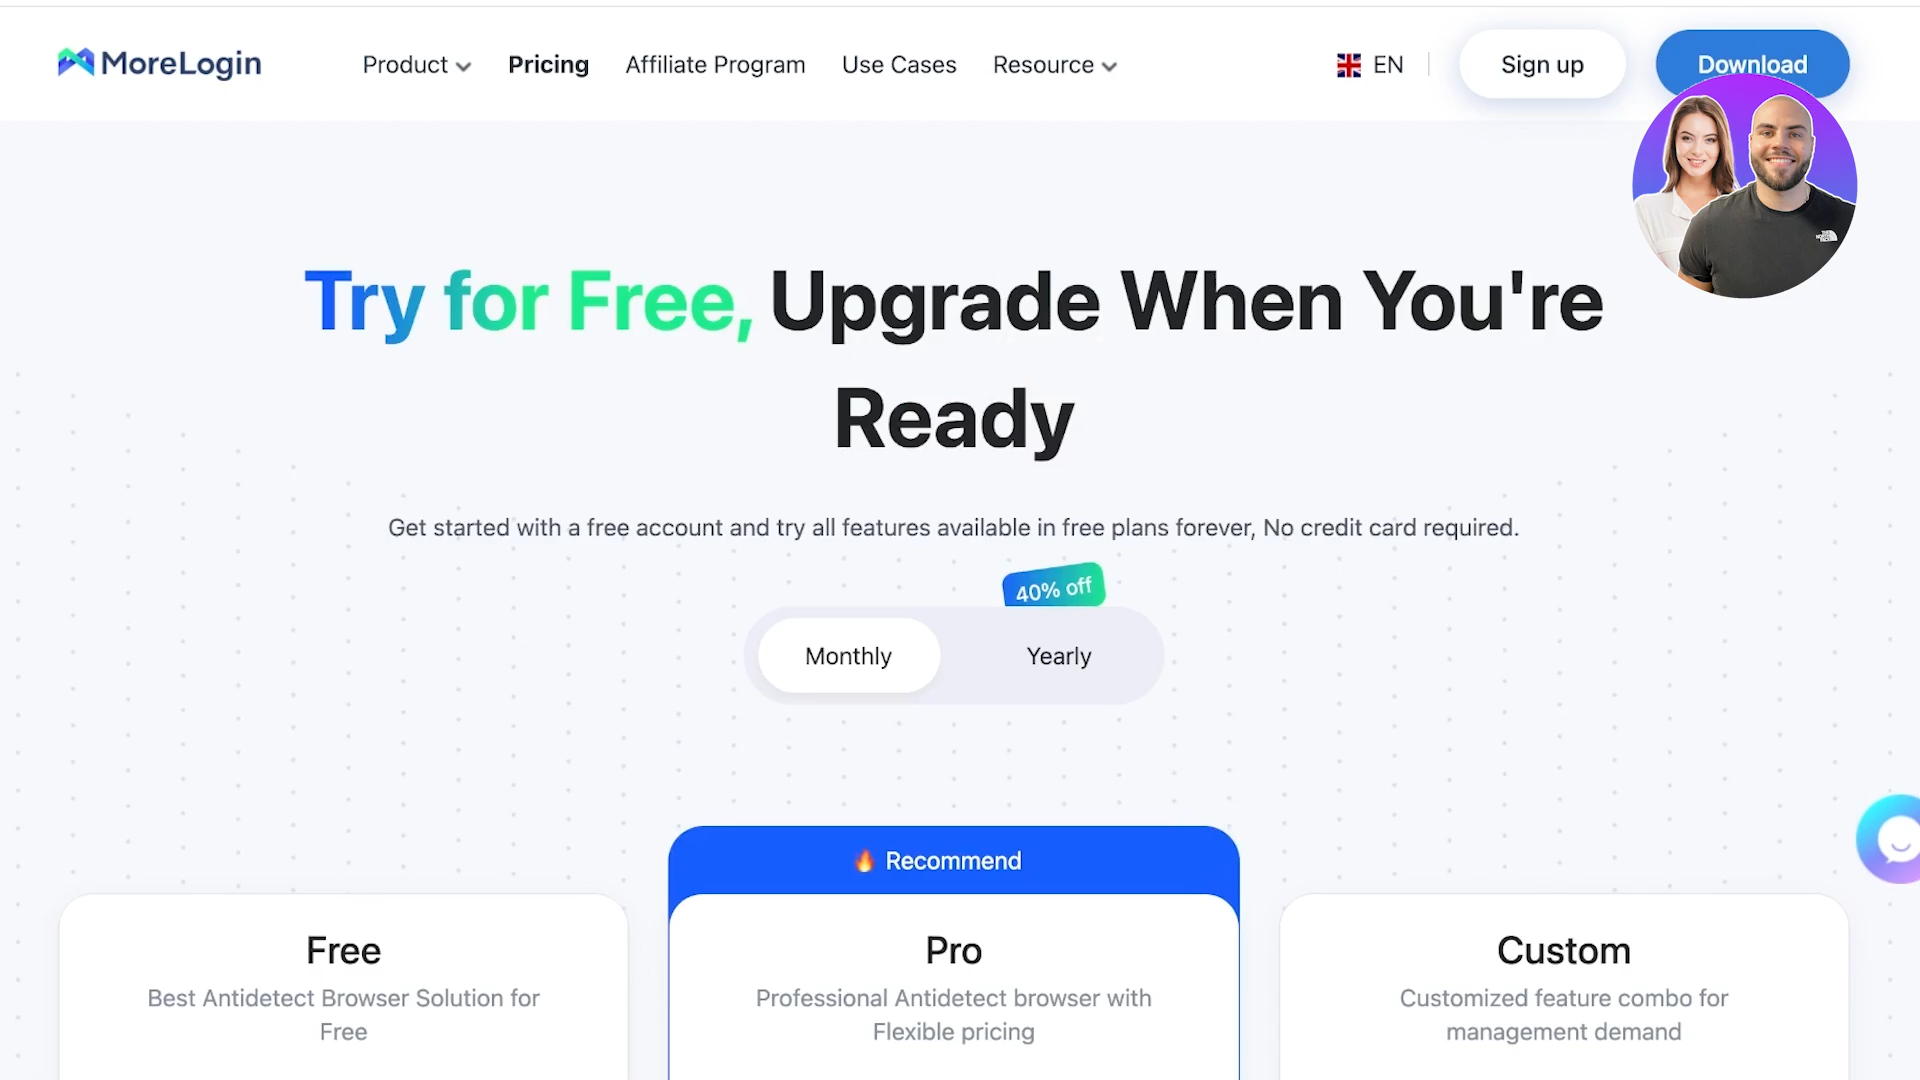 MoreLogin
Product
Pricing
Affiliate Program
Use Cases
Resource
EN
Sign up
Download
Try for Free, Upgrade When You're
Ready
Get started with a free account and try all features available in free plans forever, No credit card required.
40% off
Monthly
Yearly
Recommend
Free
Best Antidetect Browser Solution for
Free
Pro
Professional Antidetect browser with
Flexible pricing
Custom
Customized feature combo for
management demand